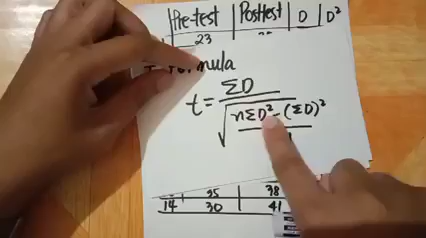 Pre-test Posttest D D²
23
formula
t = ΣD
nΣD² - (ΣD)²
35 38
14 30 41